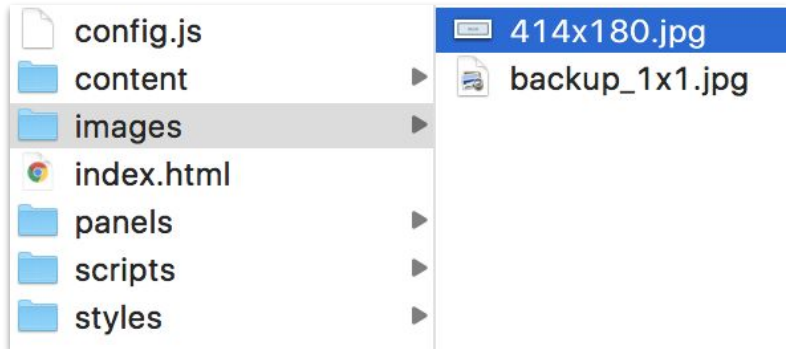 config.js
content
images
index.html
panels
scripts
styles
414x180.jpg
backup_1x1.jpg